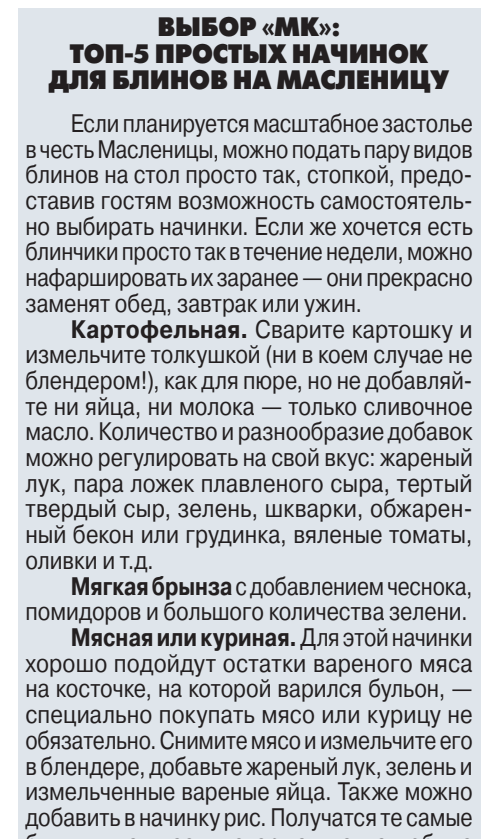 ВЫБОР «МК»:
ТОП-5 ПРОСТЫХ НАЧИНОК
ДЛЯ БЛИНОВ НА МАСЛЕНИЦУ
Если планируется масштабное застолье
в честь Масленицы, можно подать пару видов
блинов на стол просто так, стопкой, предо-
ставив гостям возможность самостоятель-
но выбирать начинки. Если же хочется есть
блинчики просто так в течение недели, можно
нафаршировать их заранее — они прекрасно
заменят обед, завтрак или ужин.
Картофельная. Сварите картошку и
измельчите толкушкой (ни в коем случае не
блендером!), как для пюре, но не добавляй-
те ни яйца, ни молока — только сливочное
масло. Количество и разнообразие добавок
можно регулировать на свой вкус: жареный
лук, пара ложек плавленого сыра, тертый
твердый сыр, зелень, шкварки, обжарен-
ный бекон или грудинка, вяленые томаты,
оливки и т.д.
Мягкая брынза с добавлением чеснока,
помидоров и большого количества зелени.
Мясная или куриная. Для этой начинки
хорошо подойдут остатки вареного мяса
на косточке, на которой варился бульон, —
специально покупать мясо или курицу не
обязательно. Снимите мясо и измельчите его
в блендере, добавьте жареный лук, зелень и
измельченные вареные яйца. Также можно
добавить в начинку рис. Получатся те самые